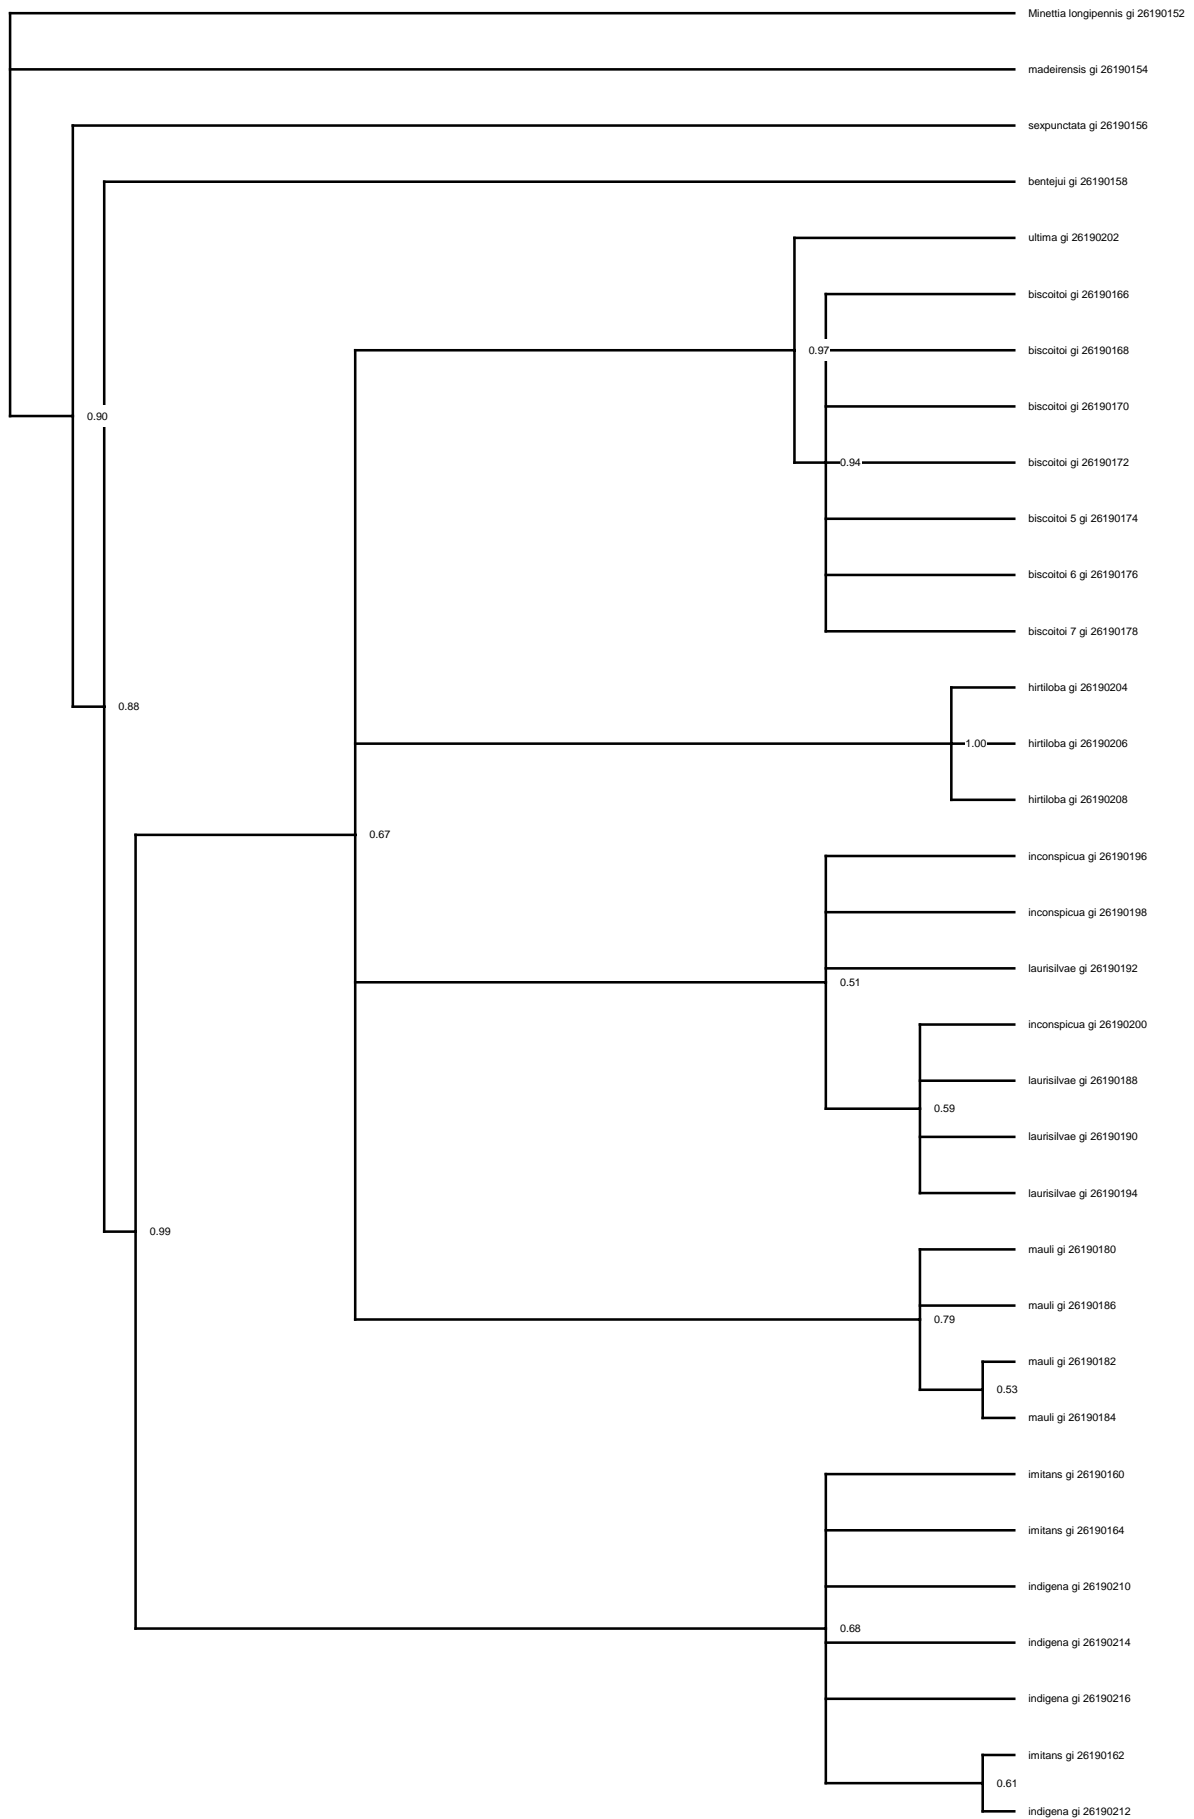 Minettia longipennis gi 26190152
madeirensis gi 26190154
sexpunctata gi 26190156
bentejui gi 26190158
ultima gi 26190202
biscoitoi gi 26190166
0.97
biscoitoi gi 26190168
biscoitoi gi 26190170
0.90
0.94
biscoitoi gi 26190172
biscoitoi 5 gi 26190174
biscoitoi 6 gi 26190176
biscoitoi 7 gi 26190178
hirtiloba gi 26190204
0.88
1.00
hirtiloba gi 26190206
hirtiloba gi 26190208
0.67
inconspicua gi 26190196
inconspicua gi 26190198
laurisilvae gi 26190192
0.51
inconspicua gi 26190200
laurisilvae gi 26190188
0.59
laurisilvae gi 26190190
laurisilvae gi 26190194
0.99
mauli gi 26190180
mauli gi 26190186
0.79
mauli gi 26190182
0.53
mauli gi 26190184
imitans gi 26190160
imitans gi 26190164
indigena gi 26190210
0.68
indigena gi 26190214
indigena gi 26190216
imitans gi 26190162
0.61
indigena gi 26190212